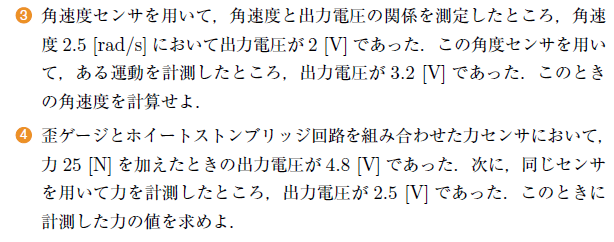 ❸ 角速度センサを用いて，角速度と出力電圧の関係を測定したところ，角速
度 2.5 [rad/s] において出力電圧が 2 [V] であった．この角度センサを用い
て，ある運動を計測したところ，出力電圧が 3.2 [V] であった．このとき
の角速度を計算せよ．
❹ 歪ゲージとホイートストンブリッジ回路を組み合わせた力センサにおいて，
力 25 [N] を加えたときの出力電圧が 4.8 [V] であった．次に，同じセンサ
を用いて力を計測したところ，出力電圧が 2.5 [V] であった．このときに
計測した力の値を求めよ．